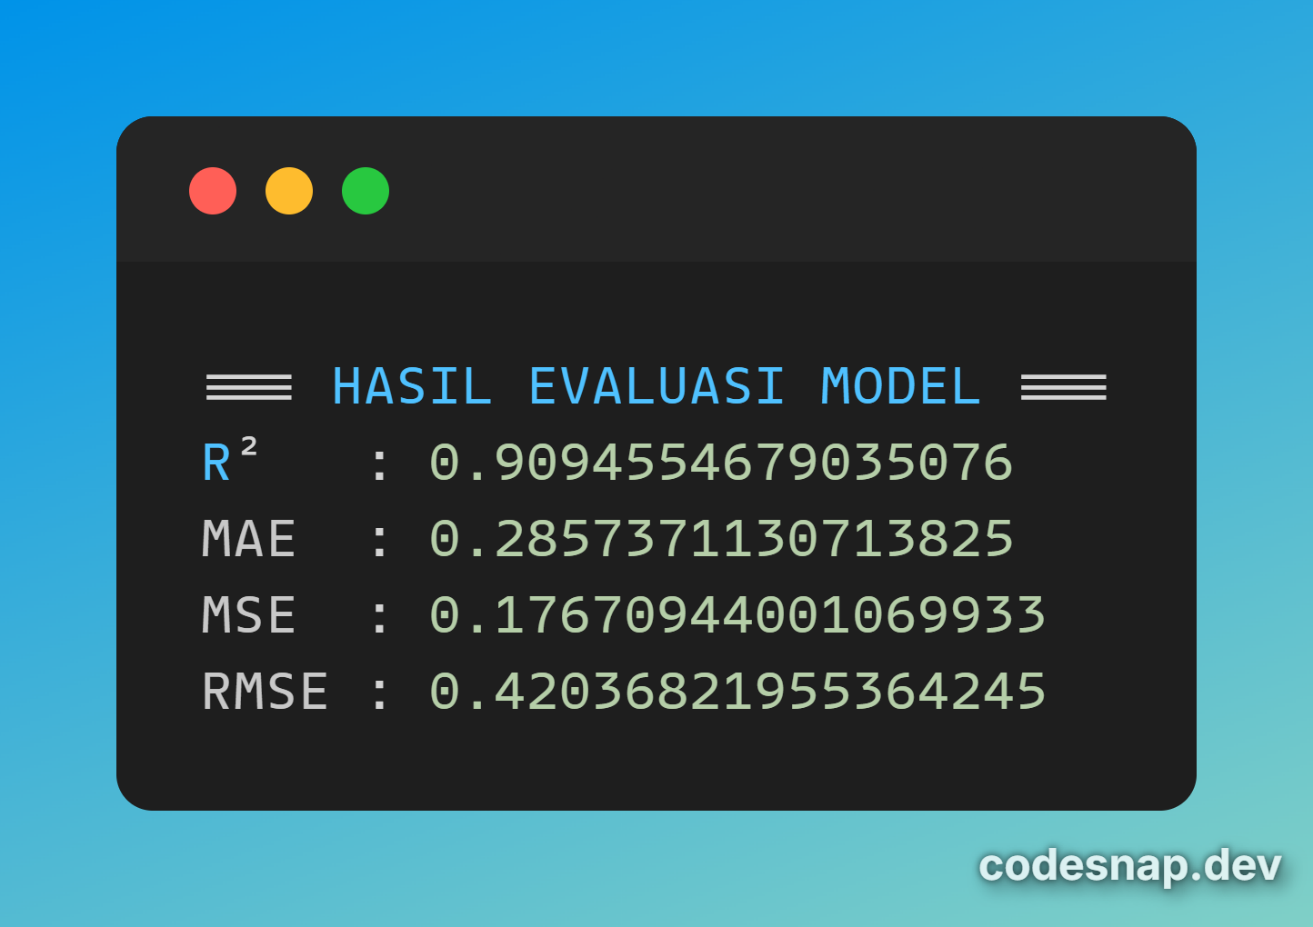 === HASIL EVALUASI MODEL ===
R²    : 0.9094554679035076
MAE  : 0.2857371130713825
MSE  : 0.17670944001069933
RMSE : 0.42036821955364245
codesnap.dev